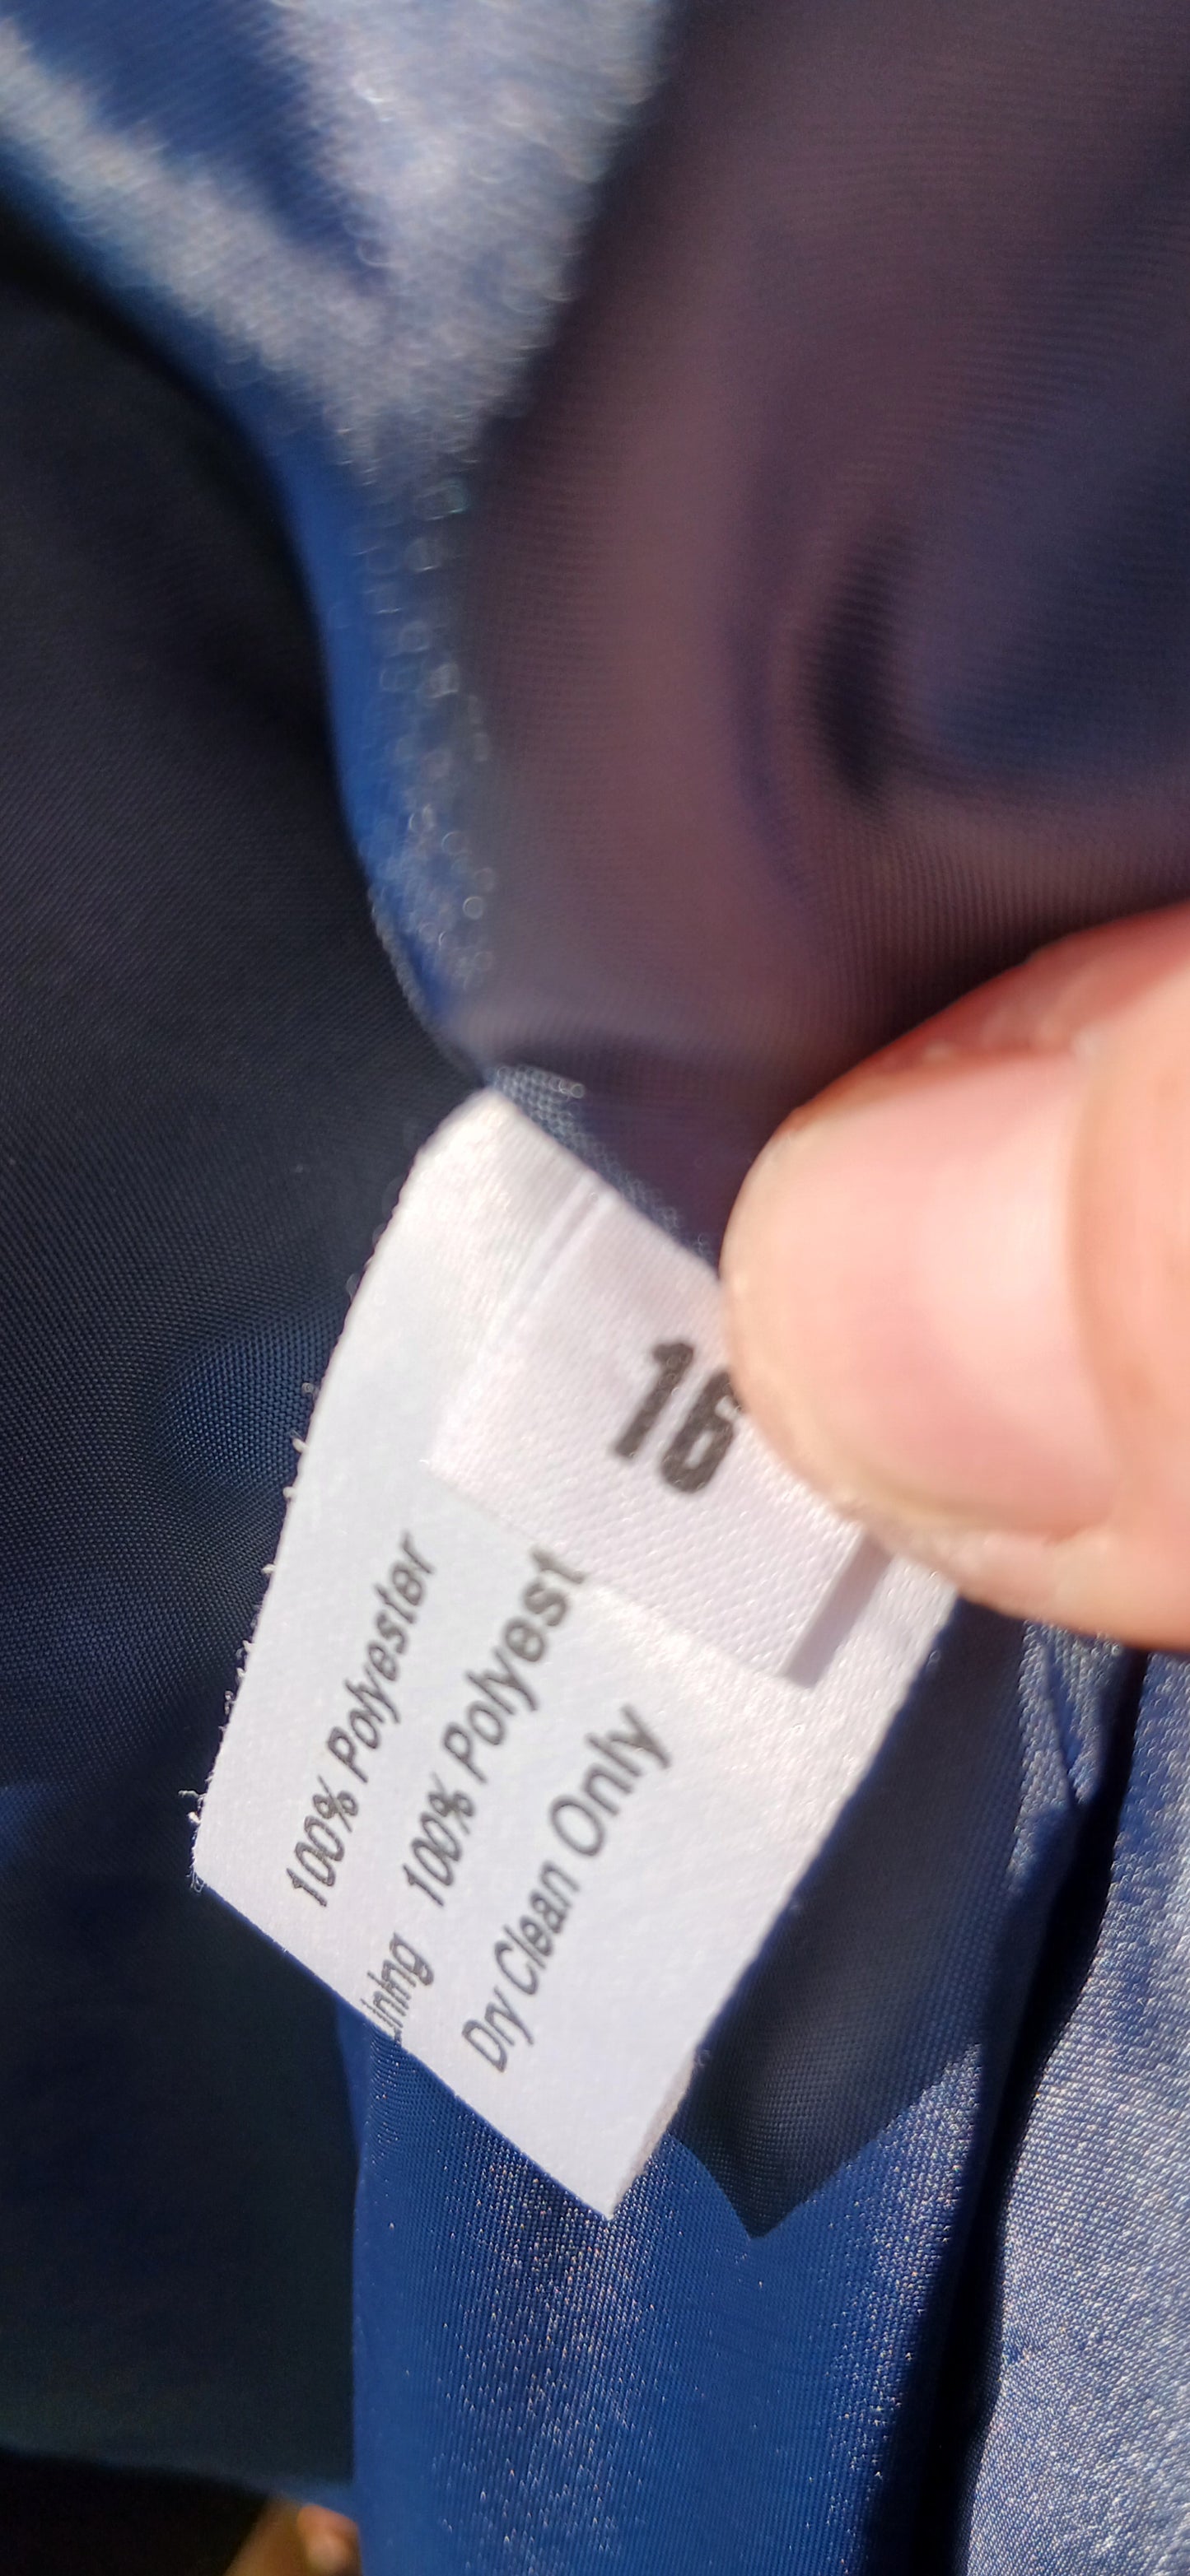 16
100% Polyester
Lining 100% Polyest
Dry Clean Only